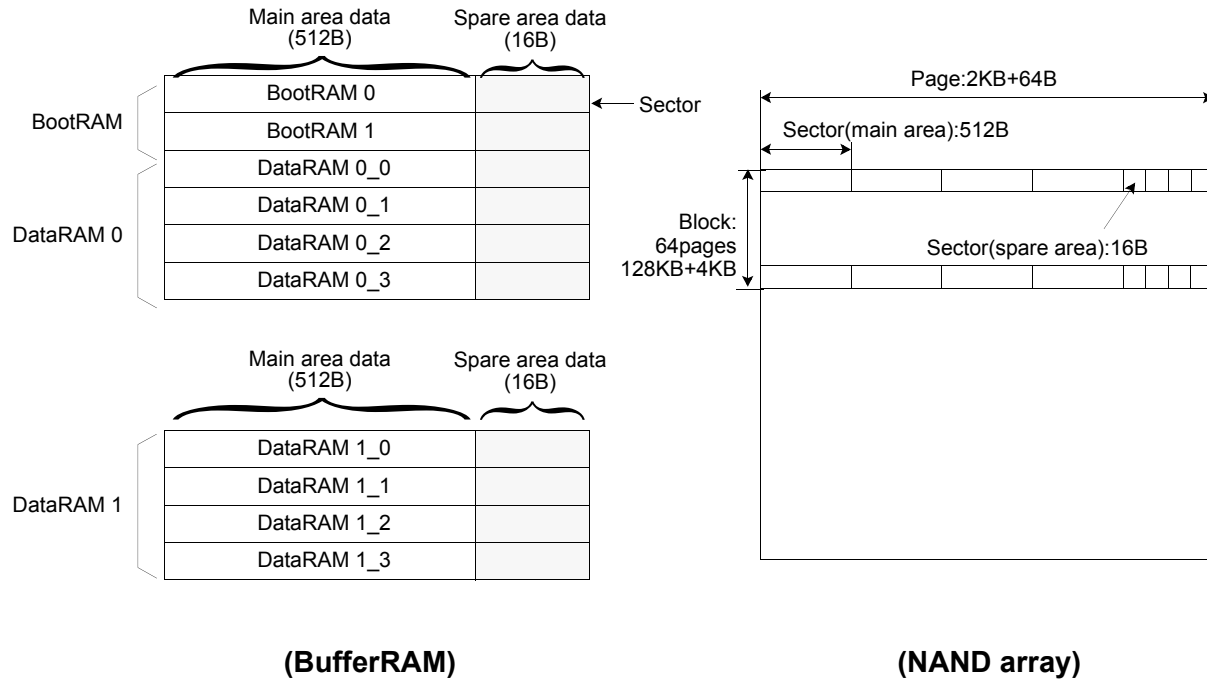 Main area data
(512B)
Spare area data
(16B)
BootRAM
BootRAM 0
BootRAM 1
Sector
DataRAM 0
DataRAM 0_0
DataRAM 0_1
DataRAM 0_2
DataRAM 0_3
Main area data
(512B)
Spare area data
(16B)
DataRAM 1
DataRAM 1_0
DataRAM 1_1
DataRAM 1_2
DataRAM 1_3
(BufferRAM)
Page:2KB+64B
Sector(main area):512B
Block:
64pages
128KB+4KB
Sector(spare area):16B
(NAND array)